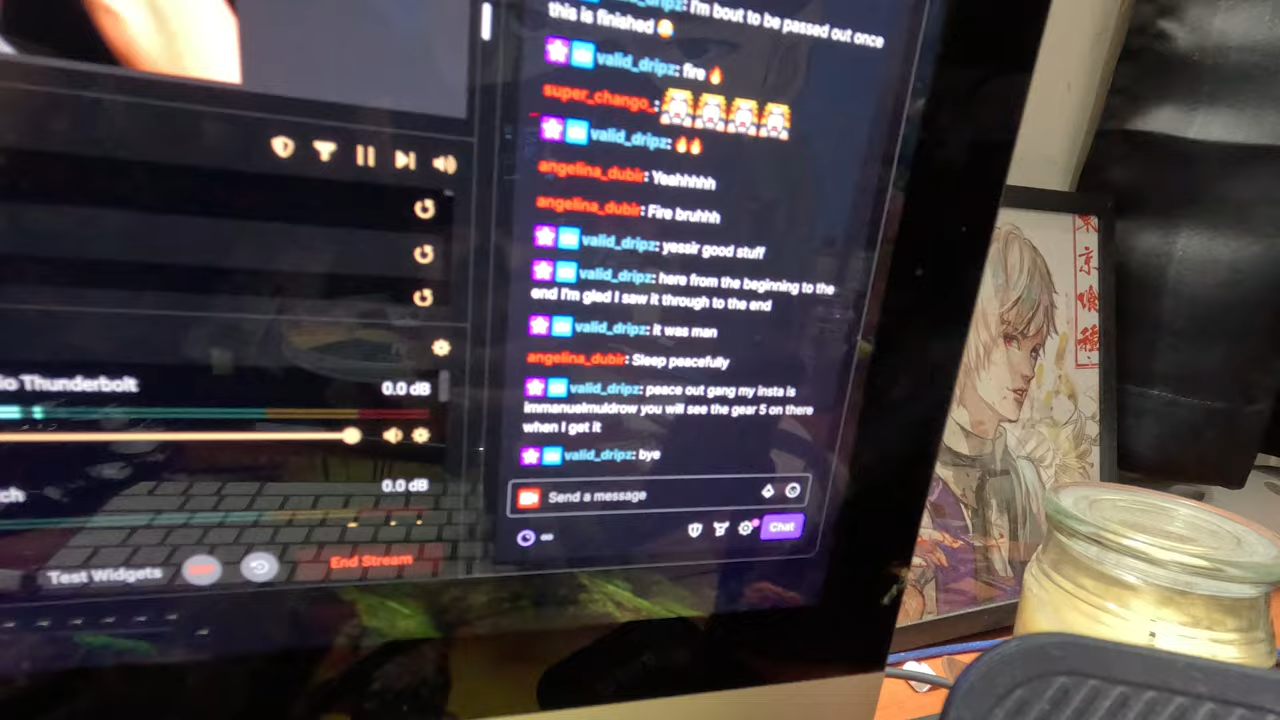 dripz: I'm bout to be passed out once
this is finished
valid_dripz: fire 🔥
super_chango_:
valid_dripz: 🔥🔥
angelina_dubir: Yeahhhhh
angelina_dubir: Fire bruhhh
valid_dripz: yessir good stuff
valid_dripz: here from the beginning to the
end I'm glad I saw it through to the end
valid_dripz: it was man
angelina_dubir: Sleep peacefully
valid_dripz: peace out gang my insta is
immanuelmuldrow you will see the gear 5 on there
when I get it
valid_dripz: bye
Send a message
Chat
io Thunderbolt
0.0 dB
tch
0.0 dB
Test Widgets
End Stream
東
京
喰
種